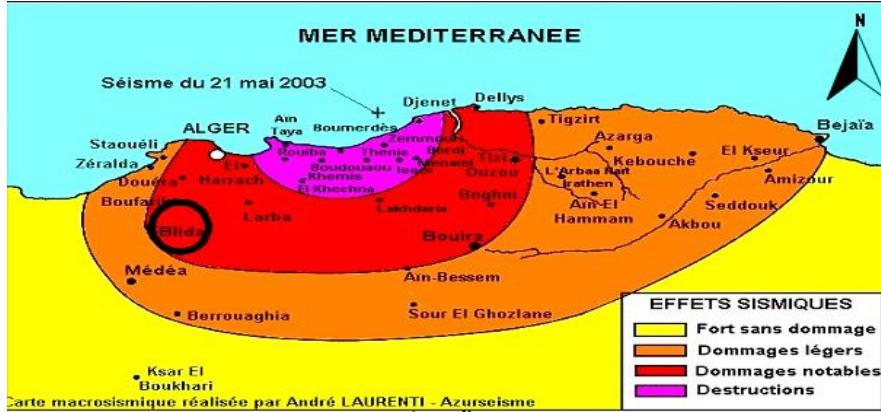 MER MEDITERRANEE
N
Séisme du 21 mai 2003
Djenet
Dellys
Tigzirt
Bejaïa
ALGER
Aïn
Taya
Boumerdès
Zemmouri
Azarga
Staouéli
Rouiba
Thénia
Bordj
Kebouche
El Kseur
Zéralda
El
Harrach
Boudouaou
Isser
Menaïel
Tizi
Ouzou
L'Arbaa Naït
Irathen
Amizour
Douéra
Khemis
El Khechna
Aïn El
Hammam
Seddouk
Boufarik
Larba
Lakhdaria
Boghni
Akbou
Blida
Bouira
Médéa
Aïn-Bessem
Berrouaghia
Sour El Ghozlane
EFFETS SISMIQUES
Fort sans dommage
Dommages légers
Dommages notables
Destructions
Ksar El
Boukhari
Carte macrosismique réalisée par André LAURENTI - Azurseisme